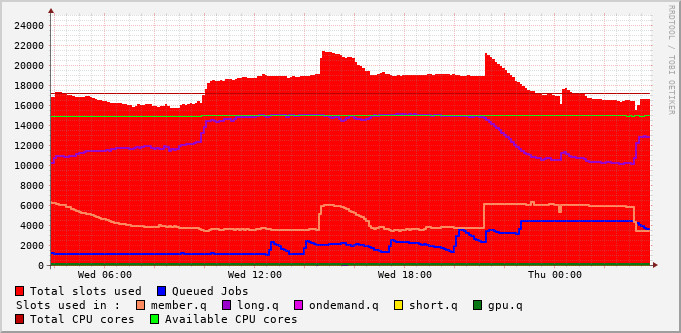 24000
22000
20000
18000
16000
14000
12000
10000
8000
6000
4000
2000
0
Wed 06:00 Wed 12:00 Wed 18:00 Thu 00:00
RRDTOOL / TOBI OETIKER
Total slots used Queued Jobs
Slots used in : member.q long.q ondemand.q short.q gpu.q
Total CPU cores Available CPU cores